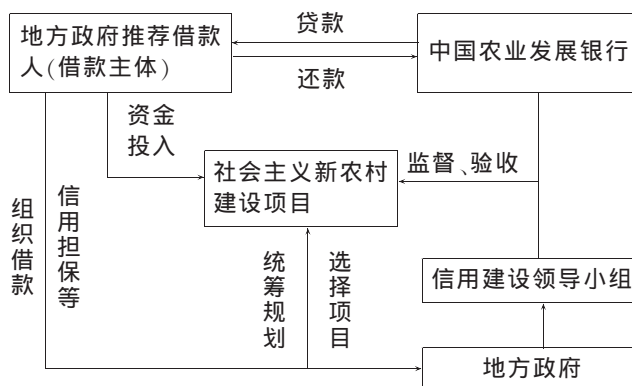 贷款
地方政府推荐借款
人(借款主体)
中国农业发展银行
还款
资金
投入
社会主义新农村
建设项目
监督、验收
组织借款
信用担保等
统筹规划
选择项目
信用建设领导小组
地方政府